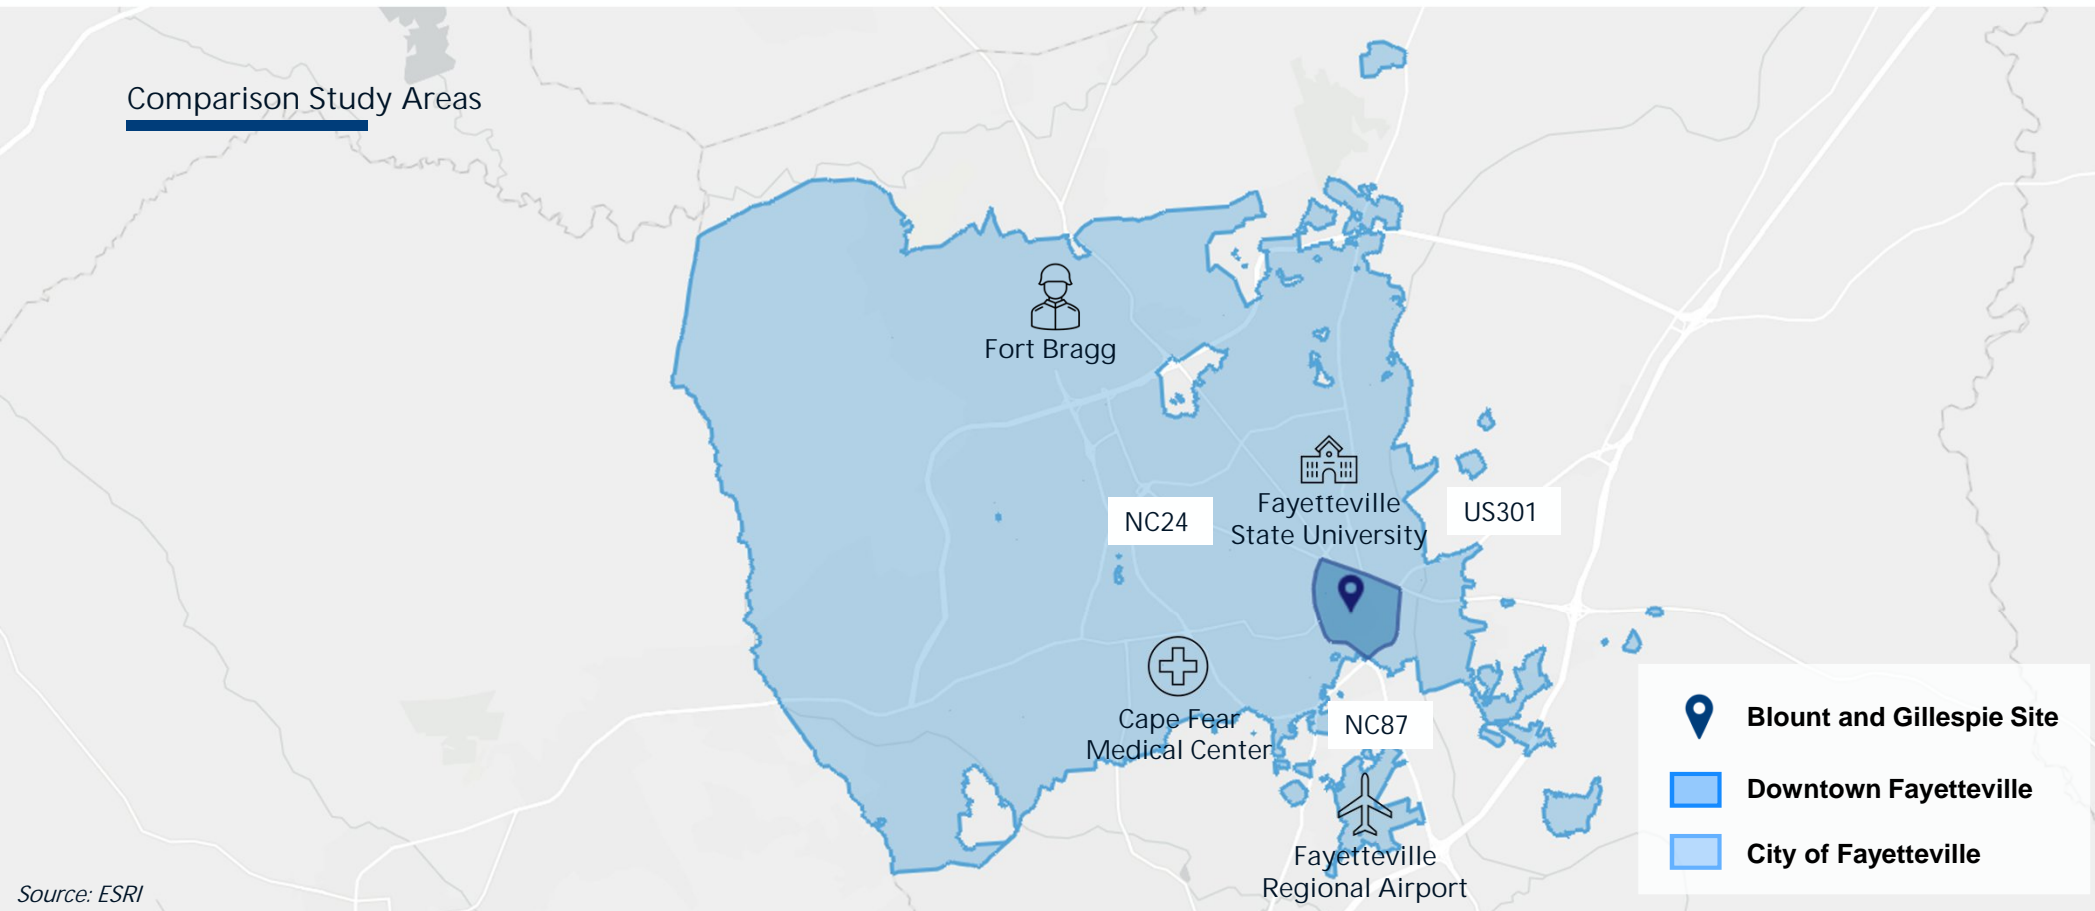 Comparison Study Areas
Fort Bragg
Fayetteville
State University
NC24
US301
Cape Fear
Medical Center
NC87
Fayetteville
Regional Airport
Blount and Gillespie Site
Downtown Fayetteville
City of Fayetteville
Source: ESRI